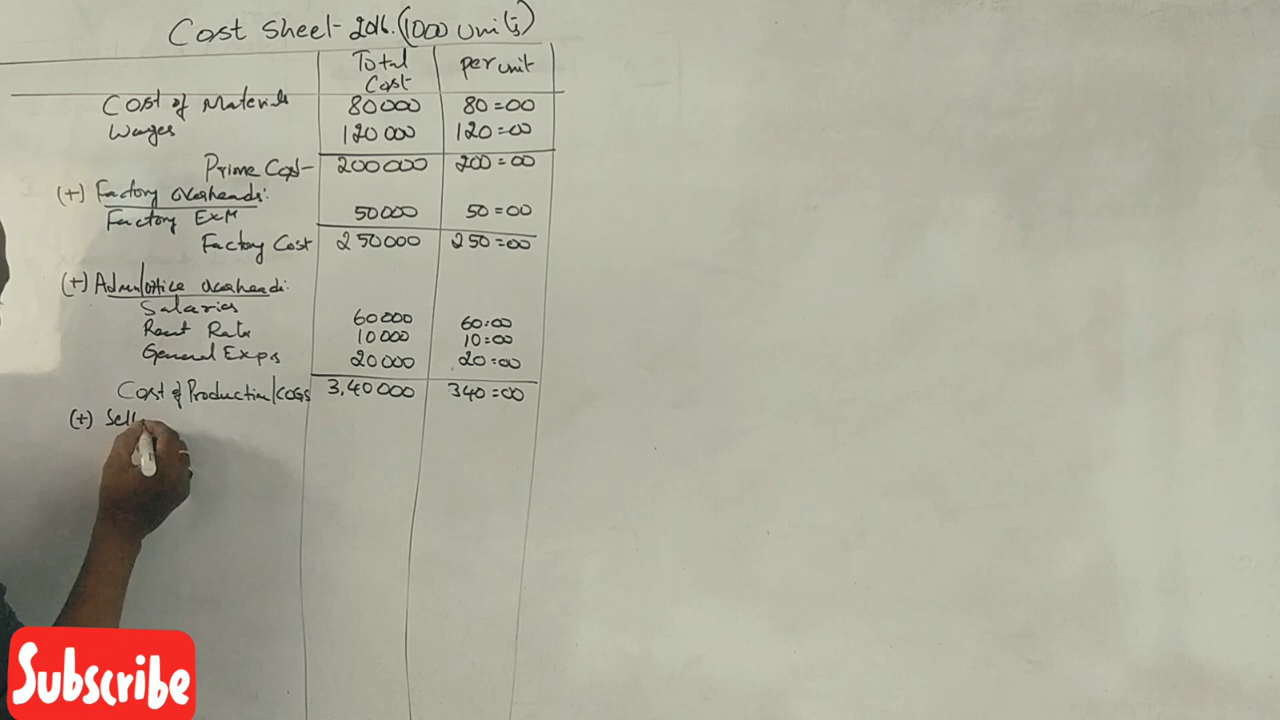 Cost Sheet - 2016. (1000 Units)
Total Cost per unit
Cost of Materials 80000 80=00
Wages 120000 120=00
Prime Cost 200000 200=00
(+) Factory overheads:
Factory Exp 50000 50=00
Factory Cost 250000 250=00
(+) Admn/office overheads:
Salaries 60000 60=00
Rent Rates 10000 10=00
General Exps 20000 20=00
Cost of Production/COGS 3,40000 340=00
(+) Sell
Subscribe